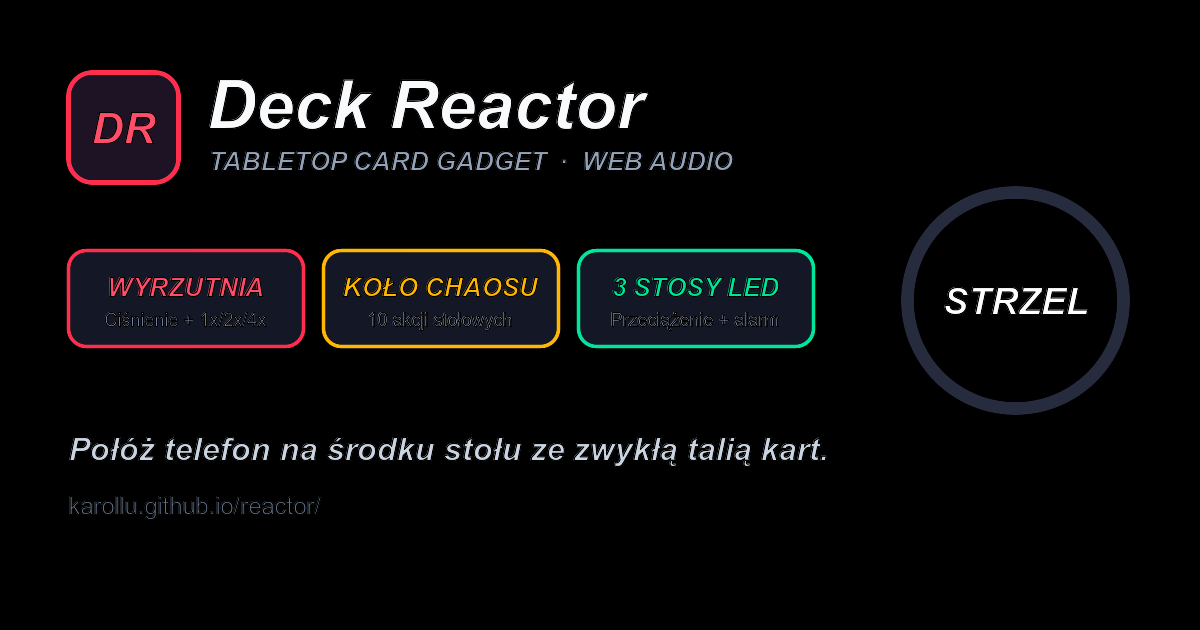 DR
Deck Reactor
TABLETOP CARD GADGET · WEB AUDIO
WYRZUTNIA
Ciśnienie + 1x/2x/4x
KOŁO CHAOSU
10 akcji stołowych
3 STOSY LED
Przeciążenie + alarm
STRZEL
Połóż telefon na środku stołu ze zwykłą talią kart.
karollu.github.io/reactor/